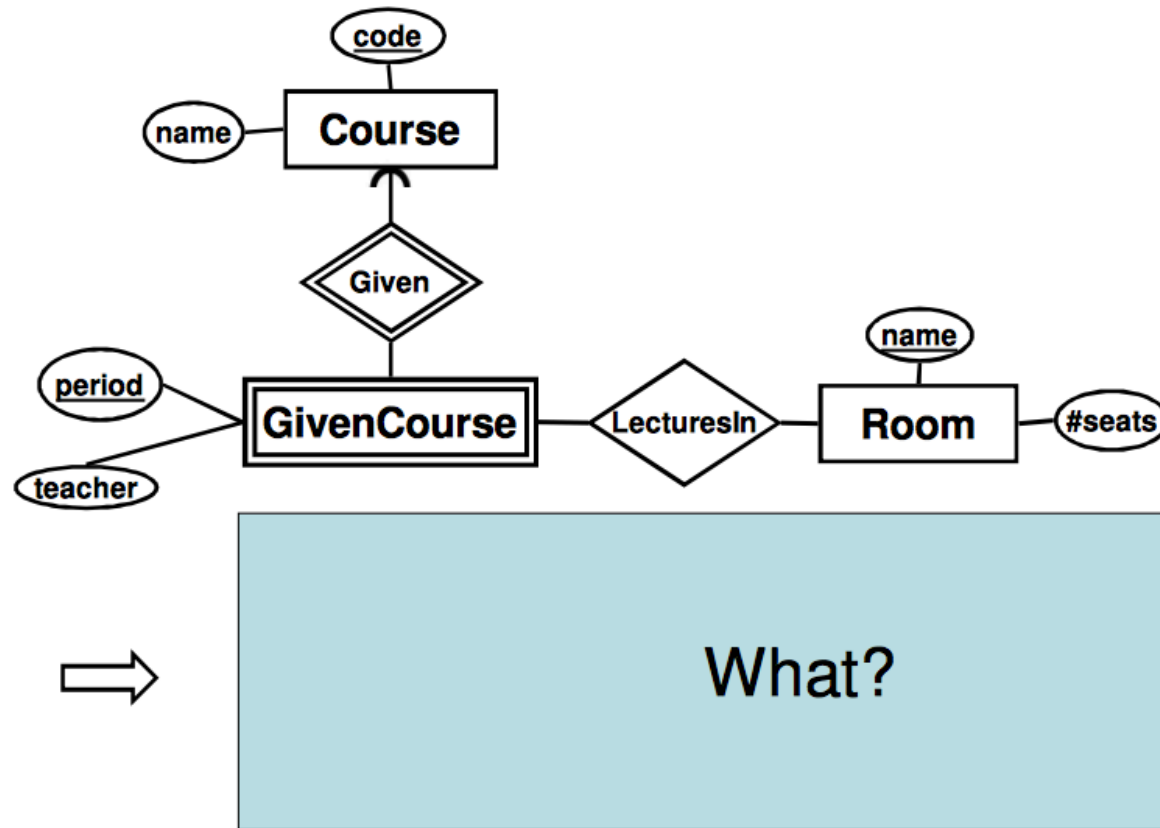 code
name
Course
Given
name
period
GivenCourse
LecturesIn
Room
#seats
teacher
What?